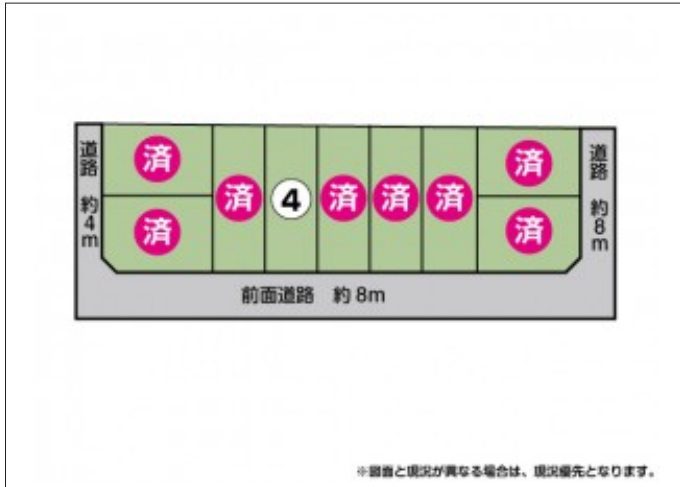 道路 約4m
済
済
済
4
済
済
済
済
済
道路 約8m
前面道路 約8m
※図面と現況が異なる場合は、現況優先となります。